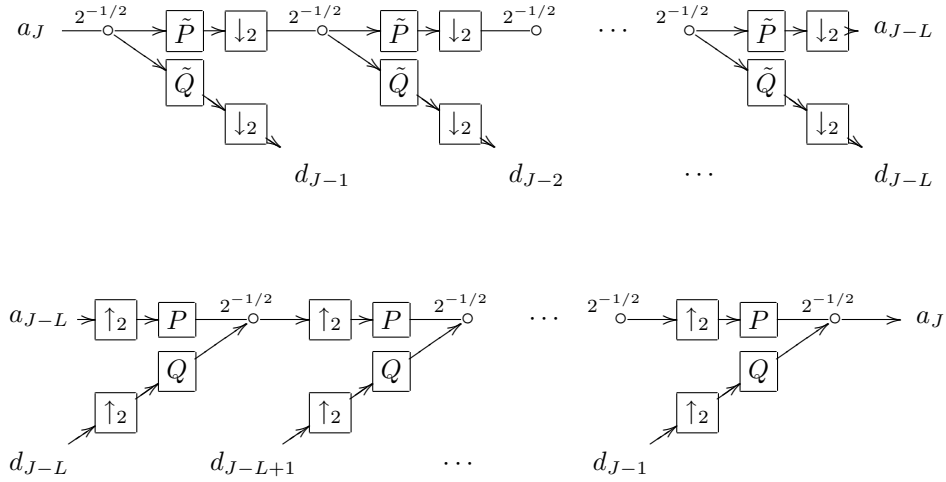 2^{-1/2} 2^{-1/2} 2^{-1/2} 2^{-1/2}
a_J P̃ ↓2 P̃ ↓2 ⋯ P̃ ↓2 a_{J−L}
Q̃ Q̃ Q̃
↓2 ↓2 ↓2
d_{J−1} d_{J−2} ⋯ d_{J−L}
2^{-1/2} 2^{-1/2} 2^{-1/2} 2^{-1/2}
a_{J−L} ↑2 P ↑2 P ⋯ ↑2 P a_J
Q Q Q
↑2 ↑2 ↑2
d_{J−L} d_{J−L+1} ⋯ d_{J−1}